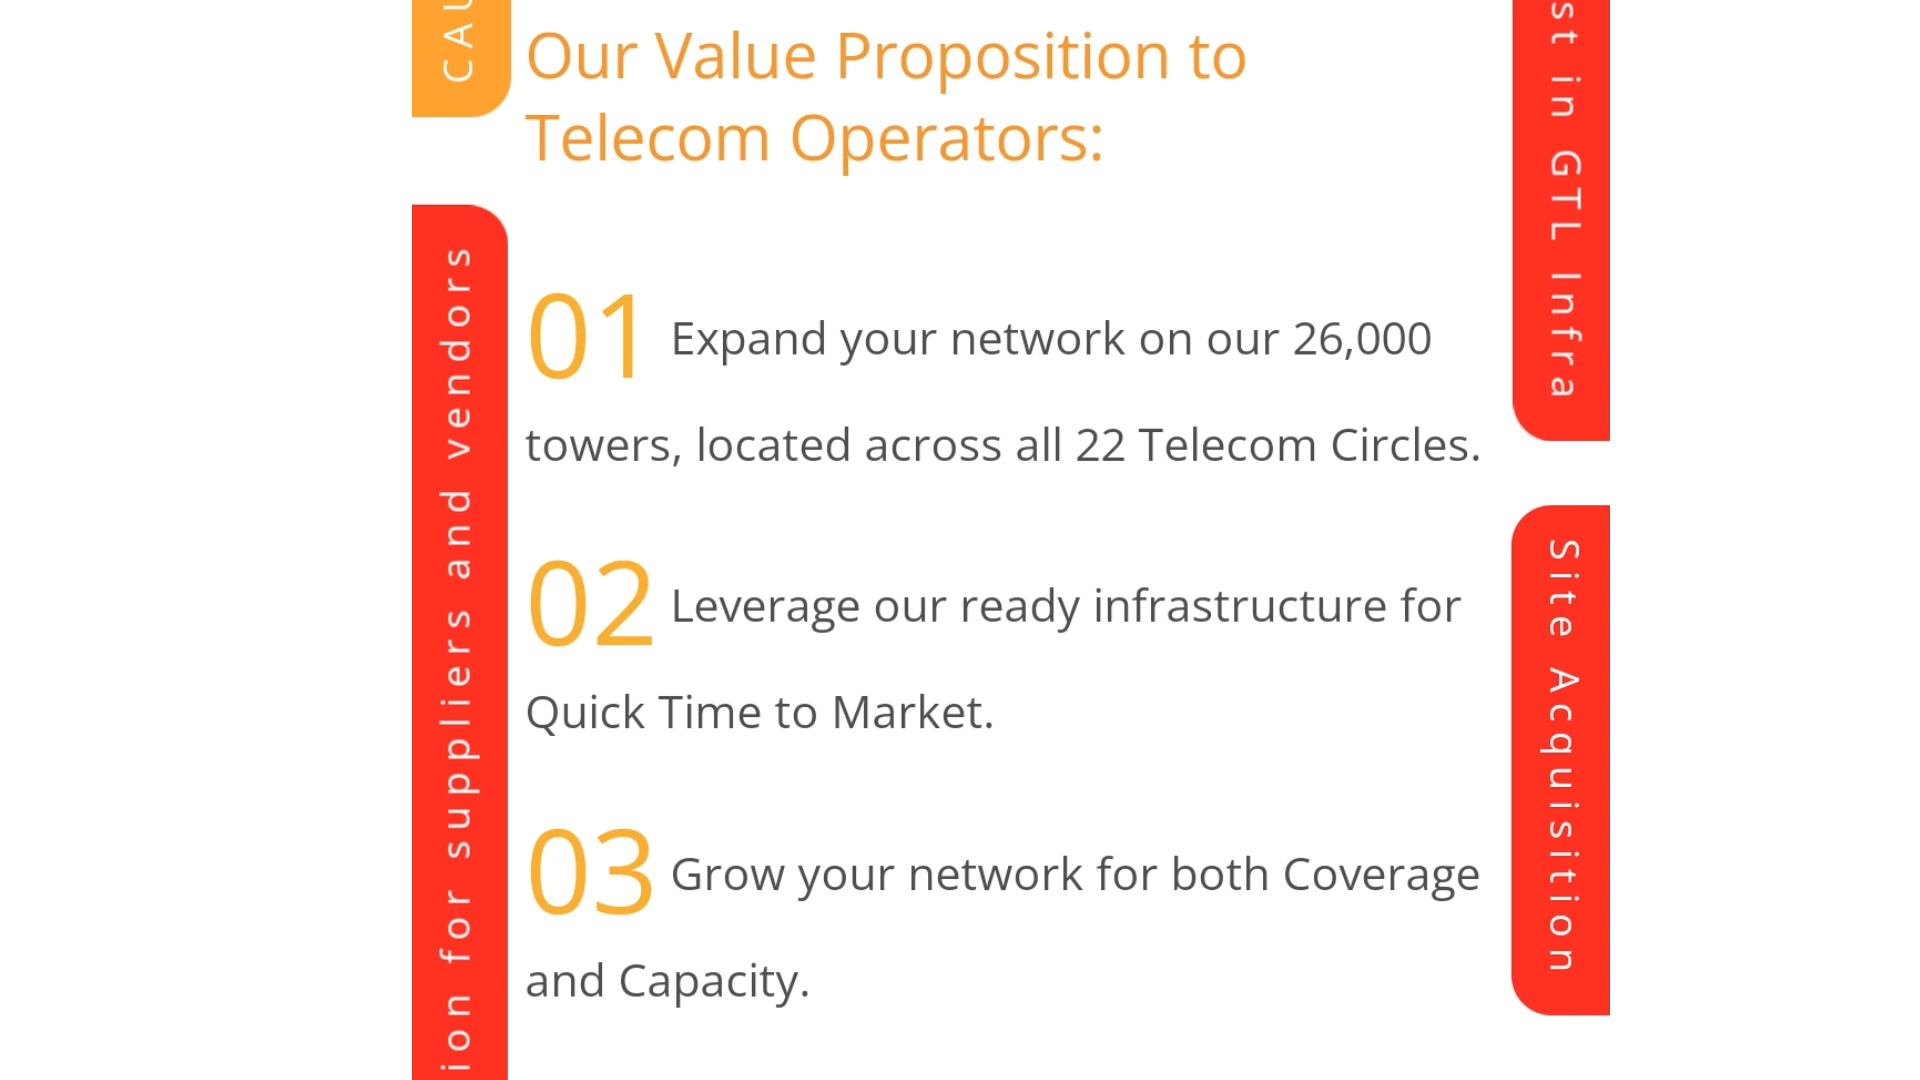 Our Value Proposition to
Telecom Operators:
01 Expand your network on our 26,000
towers, located across all 22 Telecom Circles.
02 Leverage our ready infrastructure for
Quick Time to Market.
03 Grow your network for both Coverage
and Capacity.
for suppliers and vendors
in GTL Infra
Site Acquisition